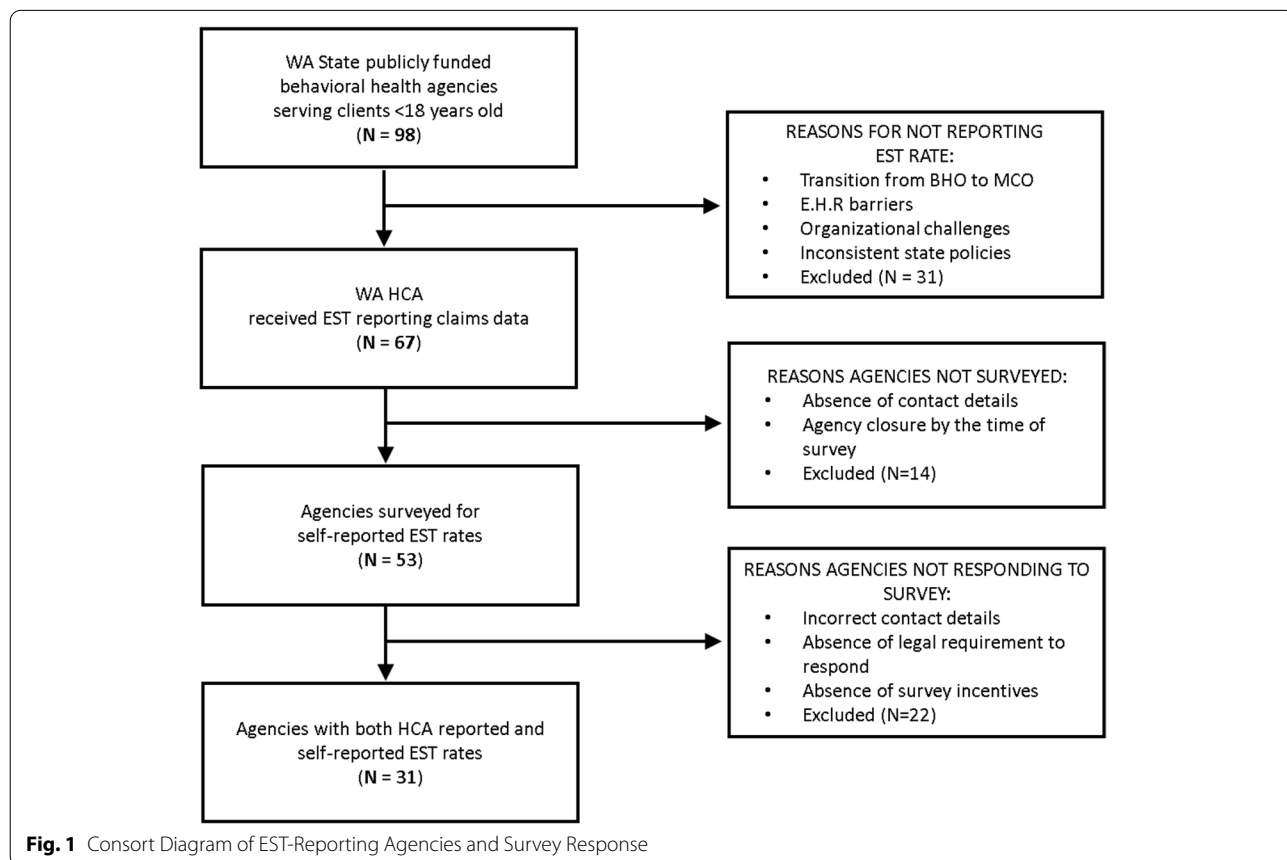 WA State publicly funded
behavioral health agencies
serving clients <18 years old
(N = 98)
REASONS FOR NOT REPORTING
EST RATE:
• Transition from BHO to MCO
• E.H.R barriers
• Organizational challenges
• Inconsistent state policies
• Excluded (N = 31)
WA HCA
received EST reporting claims data
(N = 67)
REASONS AGENCIES NOT SURVEYED:
• Absence of contact details
• Agency closure by the time of
survey
• Excluded (N=14)
Agencies surveyed for
self-reported EST rates
(N = 53)
REASONS AGENCIES NOT RESPONDING TO
SURVEY:
• Incorrect contact details
• Absence of legal requirement to
respond
• Absence of survey incentives
• Excluded (N=22)
Agencies with both HCA reported and
self-reported EST rates
(N = 31)
Fig. 1 Consort Diagram of EST-Reporting Agencies and Survey Response